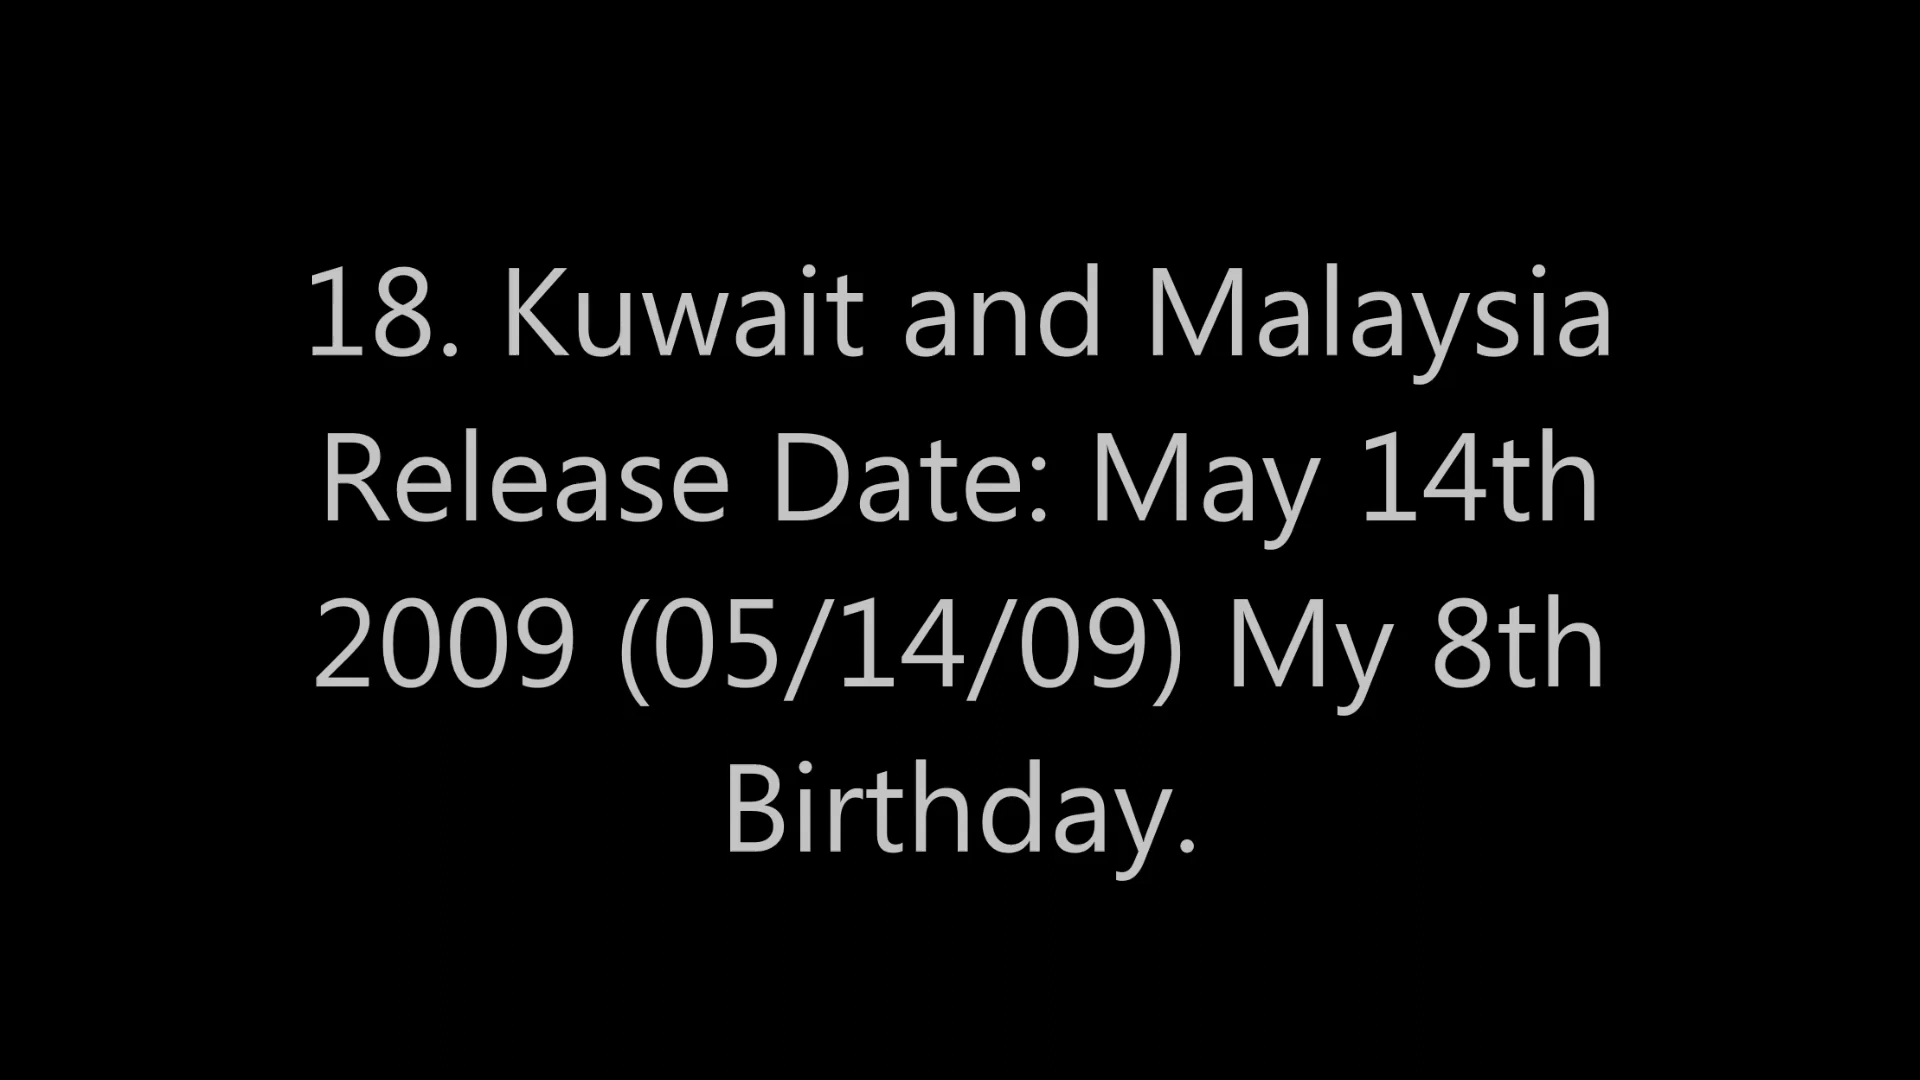 18. Kuwait and Malaysia
Release Date: May 14th
2009 (05/14/09) My 8th
Birthday.